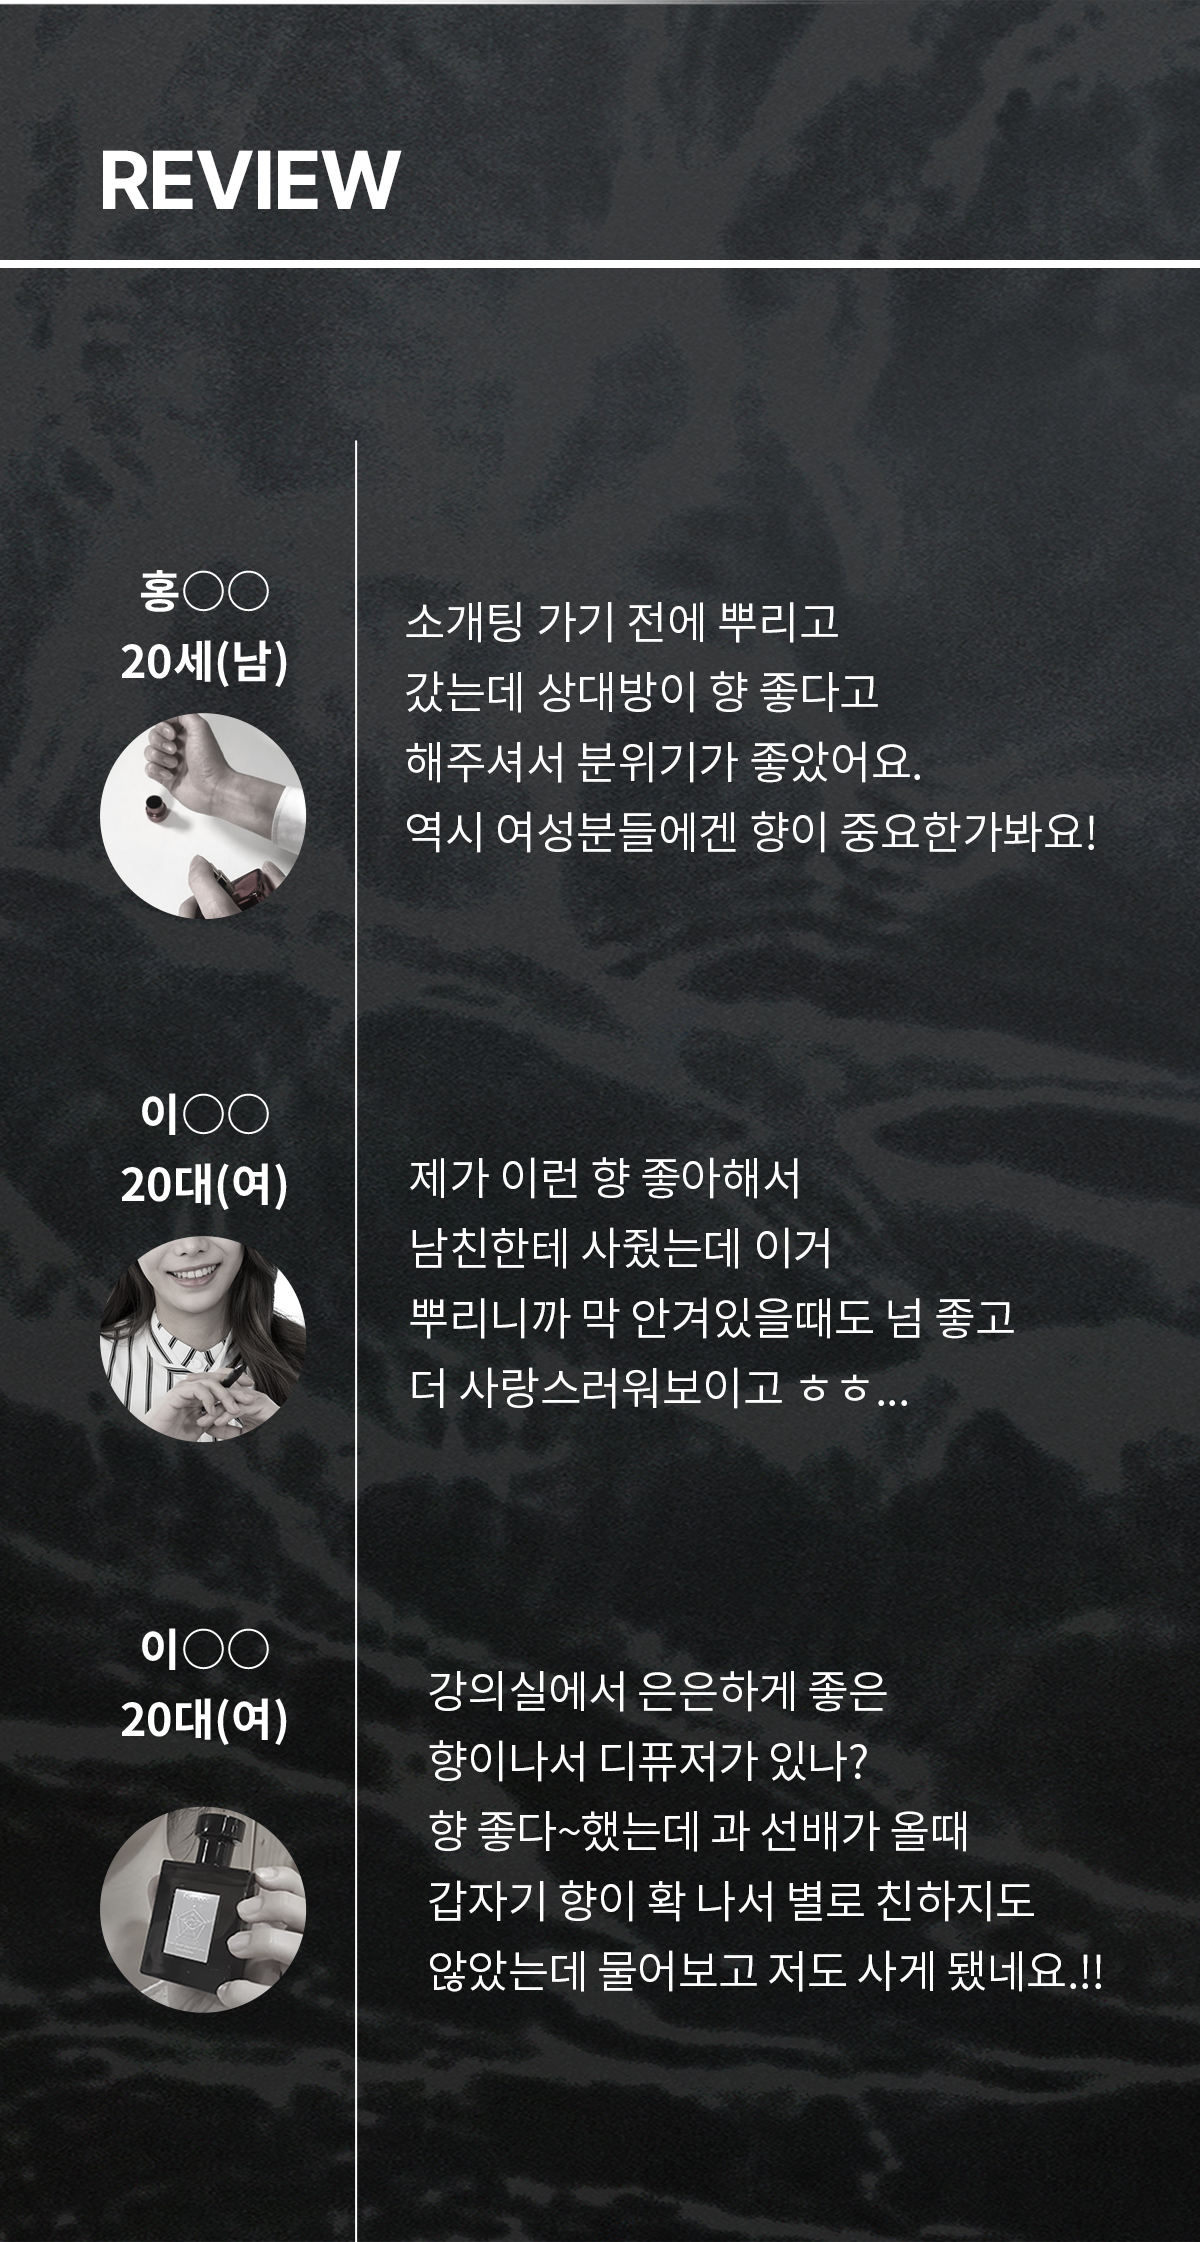 REVIEW
홍○○
20세(남)
소개팅 가기 전에 뿌리고
갔는데 상대방이 향 좋다고
해주셔서 분위기가 좋았어요.
역시 여성분들에겐 향이 중요한가봐요!
이○○
20대(여)
제가 이런 향 좋아해서
남친한테 사줬는데 이거
뿌리니까 막 안겨있을때도 넘 좋고
더 사랑스러워보이고 ㅎㅎ...
이○○
20대(여)
강의실에서 은은하게 좋은
향이나서 디퓨저가 있나?
향 좋다~했는데 과 선배가 올때
갑자기 향이 확 나서 별로 친하지도
않았는데 물어보고 저도 사게 됐네요.!!